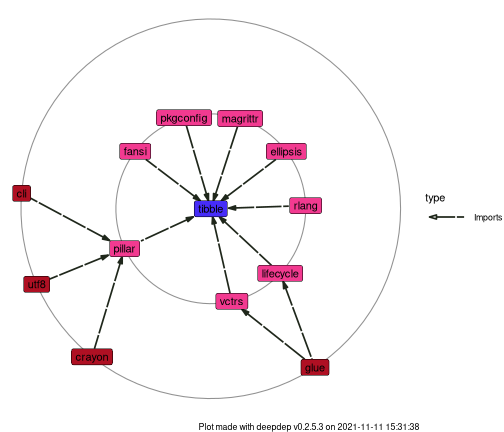 pkgconfig
magrittr
fansi
ellipsis
cli
rlang
tibble
type
Imports
pillar
lifecycle
utf8
vctrs
crayon
glue
Plot made with deepdep v0.2.5.3 on 2021-11-11 15:31:38